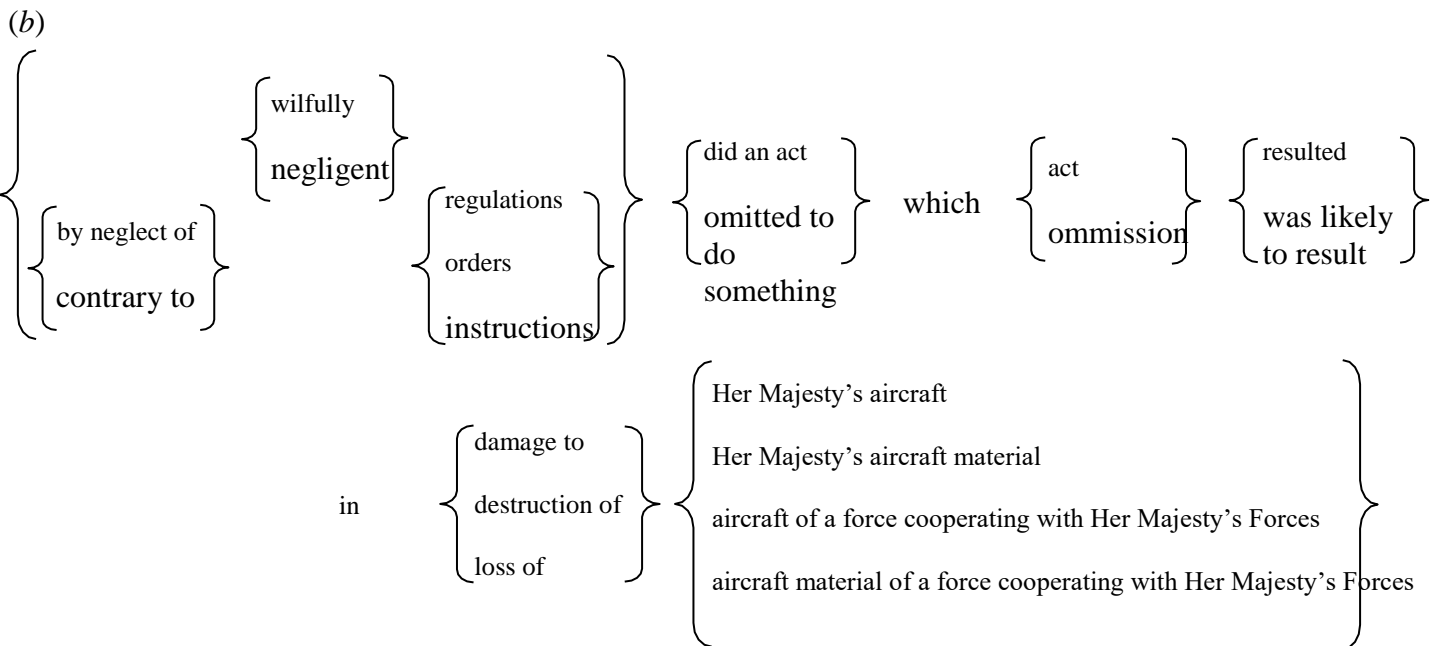 (b)
wilfully
negligent
by neglect of
contrary to
regulations
orders
instructions
did an act
omitted to
do
something
which
act
ommission
resulted
was likely
to result
in
damage to
destruction of
loss of
Her Majesty’s aircraft
Her Majesty’s aircraft material
aircraft of a force cooperating with Her Majesty’s Forces
aircraft material of a force cooperating with Her Majesty’s Forces